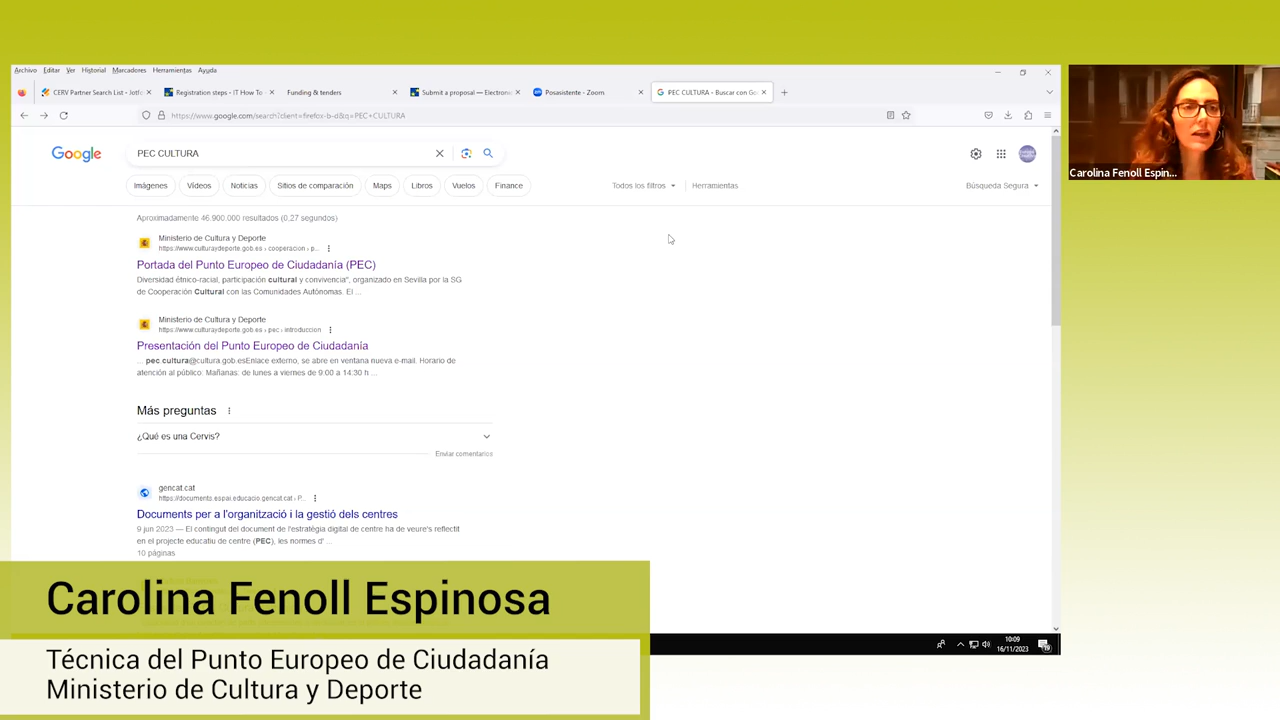 Archivo Editar Ver Historial Marcadores Herramientas Ayuda
CERV Partner Search List - Jotfo
Registration steps - IT How To
Funding & tenders
Submit a proposal — Electroni
Posasistente - Zoom
PEC CULTURA - Buscar con Go
https://www.google.com/search?client=firefox-b-d&q=PEC+CULTURA
Google
PEC CULTURA
Imágenes Vídeos Noticias Sitios de comparación Maps Libros Vuelos Finance
Todos los filtros Herramientas
Búsqueda Segura
Aproximadamente 46.900.000 resultados (0,27 segundos)
Ministerio de Cultura y Deporte
https://www.culturaydeporte.gob.es › cooperacion › p...
Portada del Punto Europeo de Ciudadanía (PEC)
Diversidad étnico-racial, participación cultural y convivencia", organizado en Sevilla por la SG
de Cooperación Cultural con las Comunidades Autónomas. El ...
Ministerio de Cultura y Deporte
https://www.culturaydeporte.gob.es › pec › introduccion
Presentación del Punto Europeo de Ciudadanía
... pec cultura@cultura.gob.esEnlace externo, se abre en ventana nueva e-mail. Horario de
atención al público: Mañanas: de lunes a viernes de 9:00 a 14:30 h ...
Más preguntas
¿Qué es una Cervis?
Enviar comentarios
gencat.cat
https://documents.espai.educacio.gencat.cat › P...
Documents per a l'organització i la gestió dels centres
9 jun 2023 — El contingut del document de l'estratègia digital de centre ha de veure's reflectit
en el projecte educatiu de centre (PEC), les normes d' ...
10 páginas
Carolina Fenoll Espin...
10:09
16/11/2023
Carolina Fenoll Espinosa
Técnica del Punto Europeo de Ciudadanía
Ministerio de Cultura y Deporte